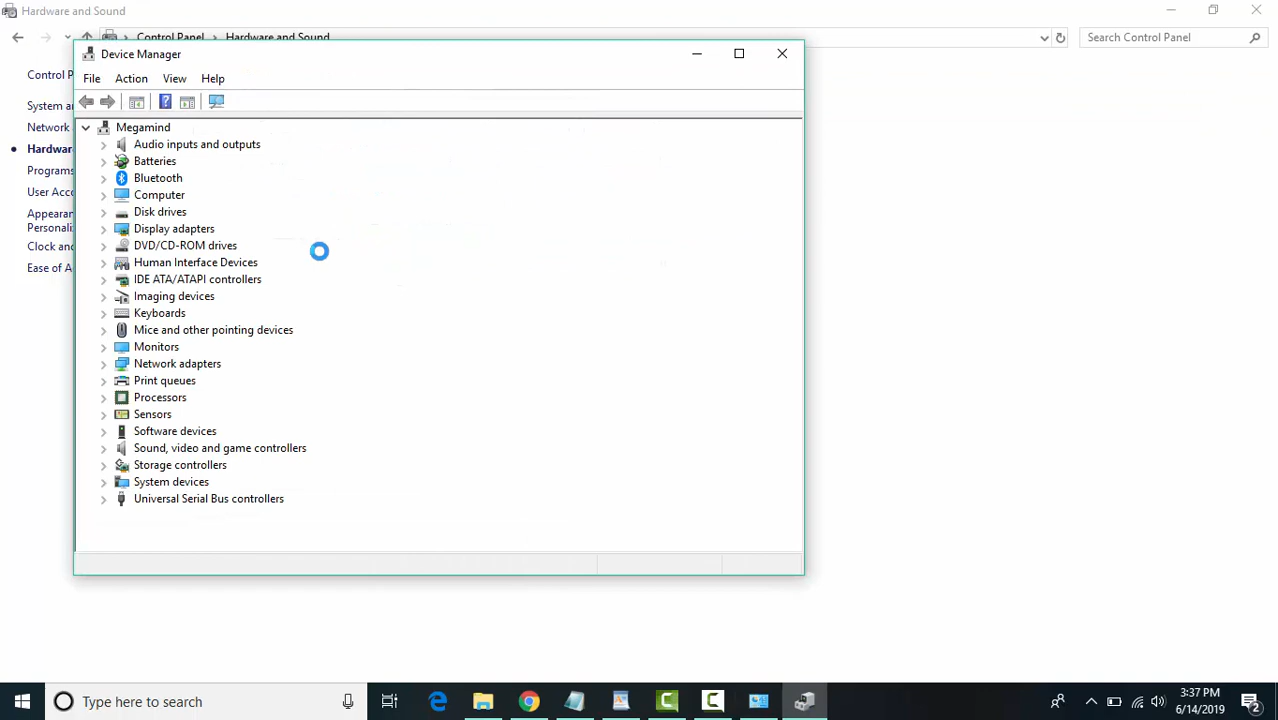 Hardware and Sound
Control Panel
Hardware and Sound
Search Control Panel
Control P
System an
Network
Hardwar
Programs
User Acco
Appearan
Personali
Clock and
Ease of A
Device Manager
File
Action
View
Help
Megamind
Audio inputs and outputs
Batteries
Bluetooth
Computer
Disk drives
Display adapters
DVD/CD-ROM drives
Human Interface Devices
IDE ATA/ATAPI controllers
Imaging devices
Keyboards
Mice and other pointing devices
Monitors
Network adapters
Print queues
Processors
Sensors
Software devices
Sound, video and game controllers
Storage controllers
System devices
Universal Serial Bus controllers
Type here to search
3:37 PM
6/14/2019
2